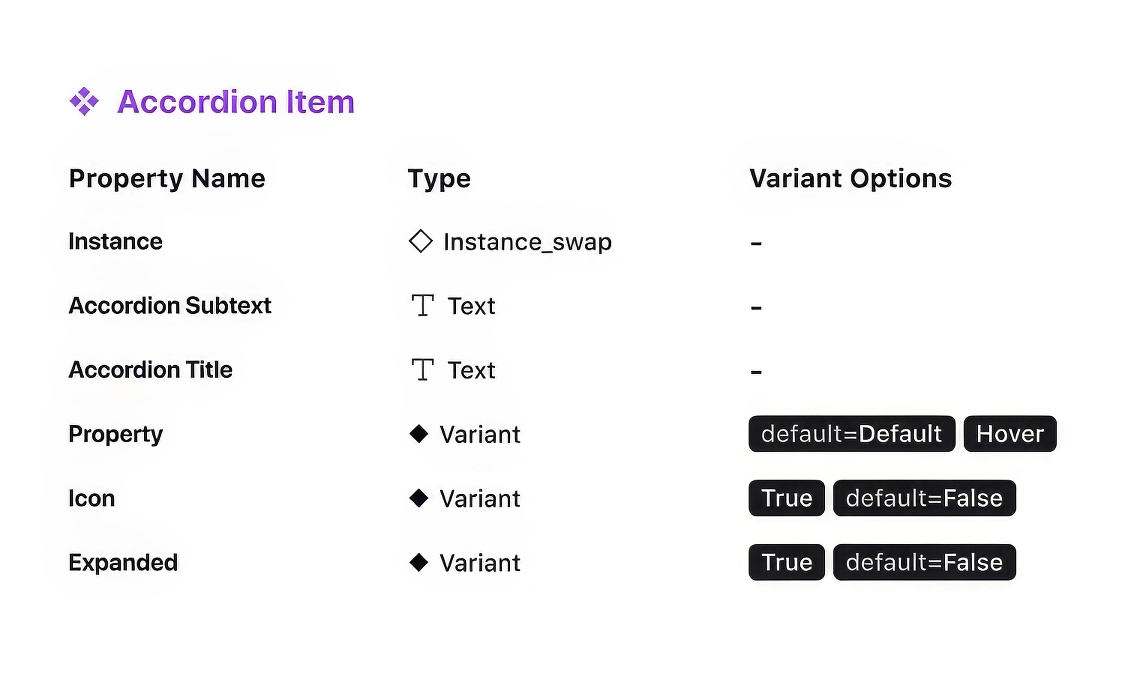 Accordion Item
Property Name Type Variant Options
Instance Instance_swap -
Accordion Subtext Text -
Accordion Title Text -
Property Variant default=Default Hover
Icon Variant True default=False
Expanded Variant True default=False